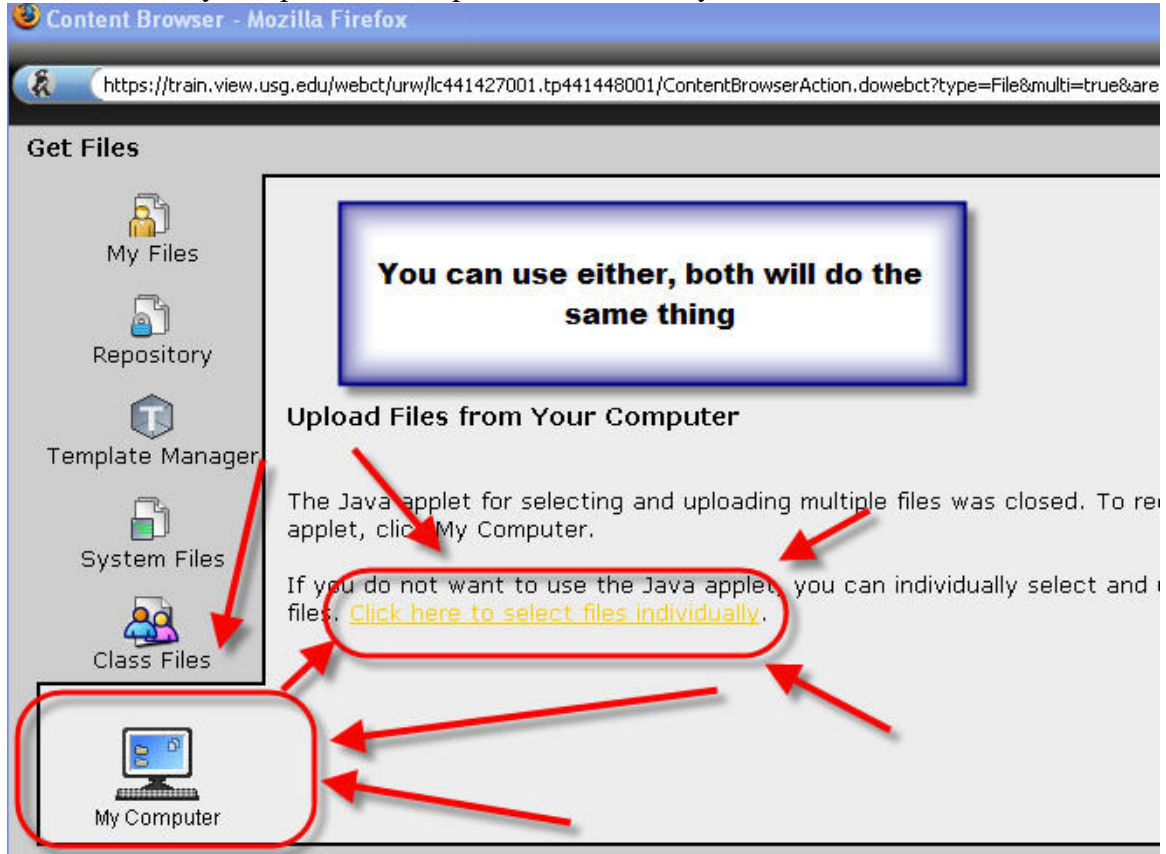 Content Browser - Mozilla Firefox
https://train.view.usg.edu/webct/urw/lc441427001.tp441448001/ContentBrowserAction.dowebct?type=File&multi=true&are
Get Files
My Files
Repository
Template Manager
System Files
Class Files
My Computer
You can use either, both will do the
same thing
Upload Files from Your Computer
The Java applet for selecting and uploading multiple files was closed. To re
applet, click My Computer.
If you do not want to use the Java applet, you can individually select and
files. Click here to select files individually.